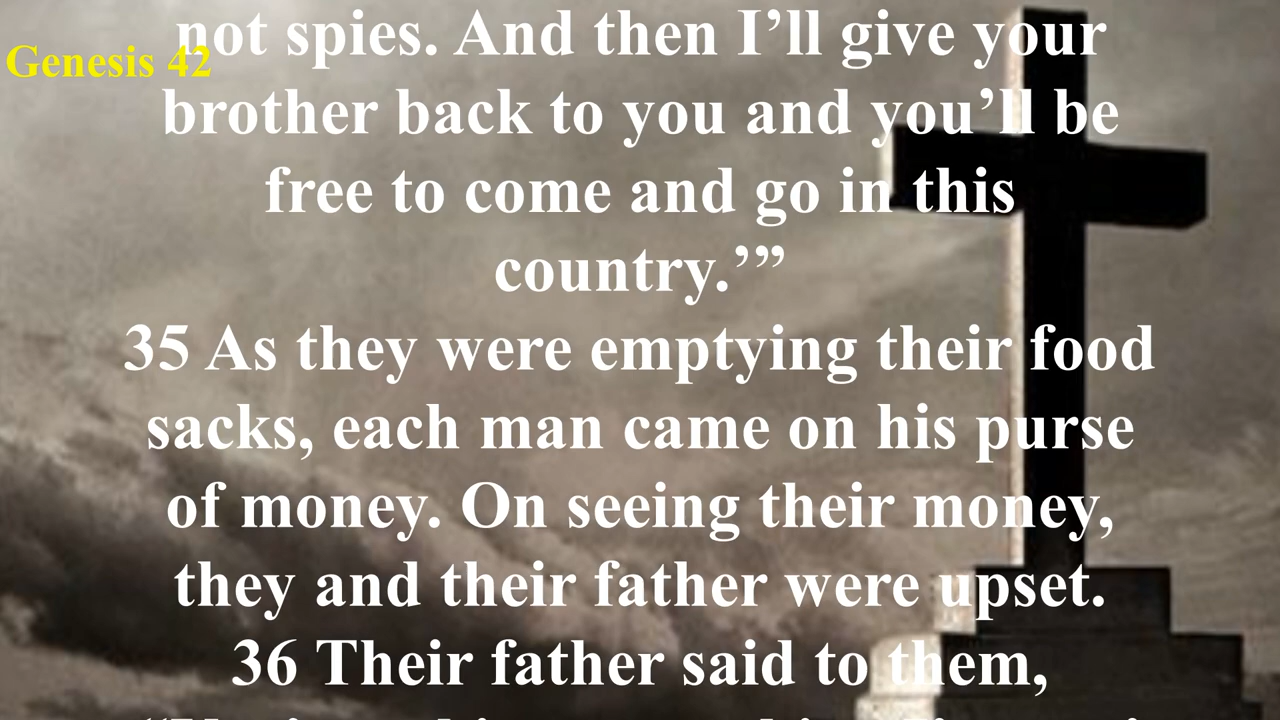 Genesis 42
not spies. And then I’ll give your
brother back to you and you’ll be
free to come and go in this
country.’”
35 As they were emptying their food
sacks, each man came on his purse
of money. On seeing their money,
they and their father were upset.
36 Their father said to them,